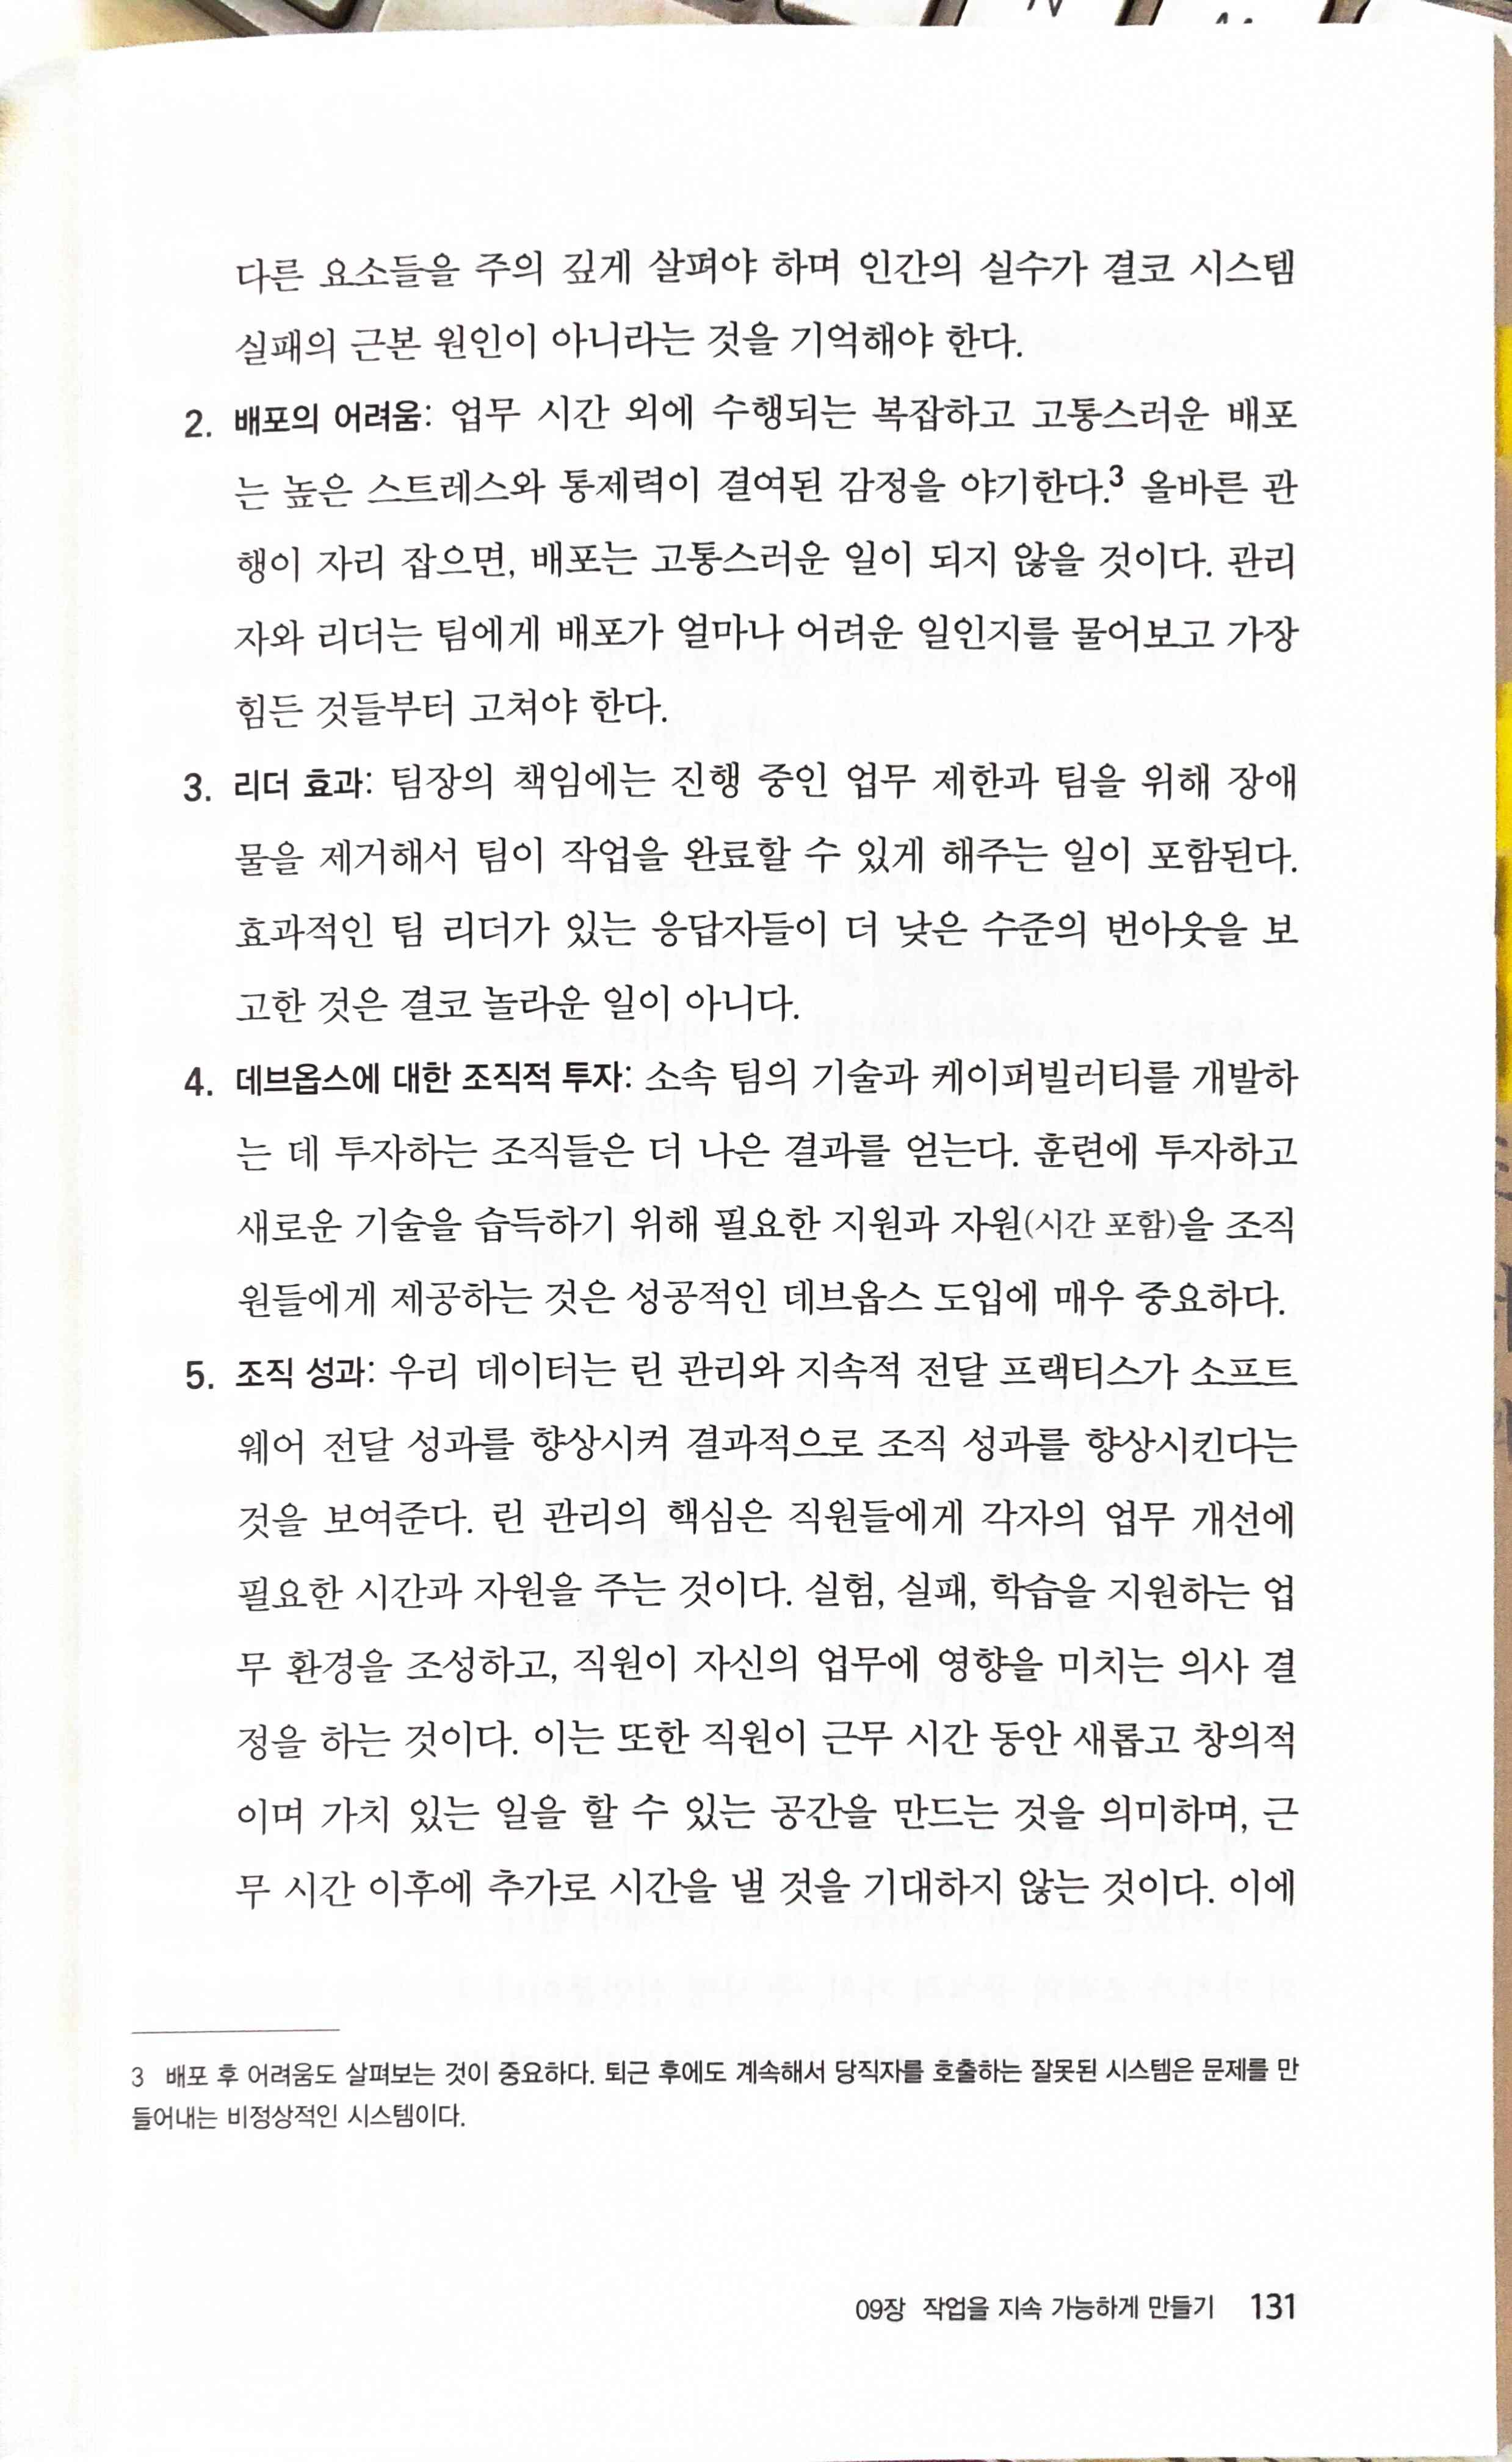 다른 요소들을 주의 깊게 살펴야 하며 인간의 실수가 결코 시스템
실패의 근본 원인이 아니라는 것을 기억해야 한다.
2. 배포의 어려움: 업무 시간 외에 수행되는 복잡하고 고통스러운 배포
는 높은 스트레스와 통제력이 결여된 감정을 야기한다.3 올바른 관
행이 자리 잡으면, 배포는 고통스러운 일이 되지 않을 것이다. 관리
자와 리더는 팀에게 배포가 얼마나 어려운 일인지를 물어보고 가장
힘든 것들부터 고쳐야 한다.
3. 리더 효과: 팀장의 책임에는 진행 중인 업무 제한과 팀을 위해 장애
물을 제거해서 팀이 작업을 완료할 수 있게 해주는 일이 포함된다.
효과적인 팀 리더가 있는 응답자들이 더 낮은 수준의 번아웃을 보
고한 것은 결코 놀라운 일이 아니다.
4. 데브옵스에 대한 조직적 투자: 소속 팀의 기술과 케이퍼빌러티를 개발하
는 데 투자하는 조직들은 더 나은 결과를 얻는다. 훈련에 투자하고
새로운 기술을 습득하기 위해 필요한 지원과 자원(시간 포함)을 조직
원들에게 제공하는 것은 성공적인 데브옵스 도입에 매우 중요하다.
5. 조직 성과: 우리 데이터는 린 관리와 지속적 전달 프랙티스가 소프트
웨어 전달 성과를 향상시켜 결과적으로 조직 성과를 향상시킨다는
것을 보여준다. 린 관리의 핵심은 직원들에게 각자의 업무 개선에
필요한 시간과 자원을 주는 것이다. 실험, 실패, 학습을 지원하는 업
무 환경을 조성하고, 직원이 자신의 업무에 영향을 미치는 의사 결
정을 하는 것이다. 이는 또한 직원이 근무 시간 동안 새롭고 창의적
이며 가치 있는 일을 할 수 있는 공간을 만드는 것을 의미하며, 근
무 시간 이후에 추가로 시간을 낼 것을 기대하지 않는 것이다. 이에
3 배포 후 어려움도 살펴보는 것이 중요하다. 퇴근 후에도 계속해서 당직자를 호출하는 잘못된 시스템은 문제를 만
들어내는 비정상적인 시스템이다.
09장 작업을 지속 가능하게 만들기 131